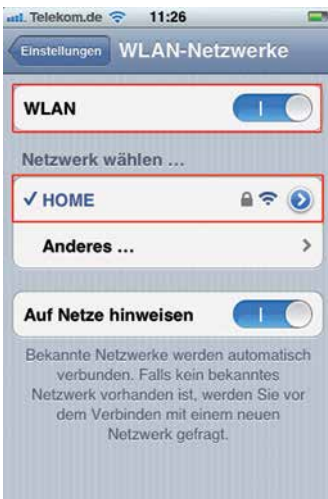 Telekom.de 11:26
Einstellungen WLAN-Netzwerke
WLAN
Netzwerk wählen ...
HOME
Anderes ...
Auf Netze hinweisen
Bekannte Netzwerke werden automatisch
verbunden. Falls kein bekanntes
Netzwerk vorhanden ist, werden Sie vor
dem Verbinden mit einem neuen
Netzwerk gefragt.